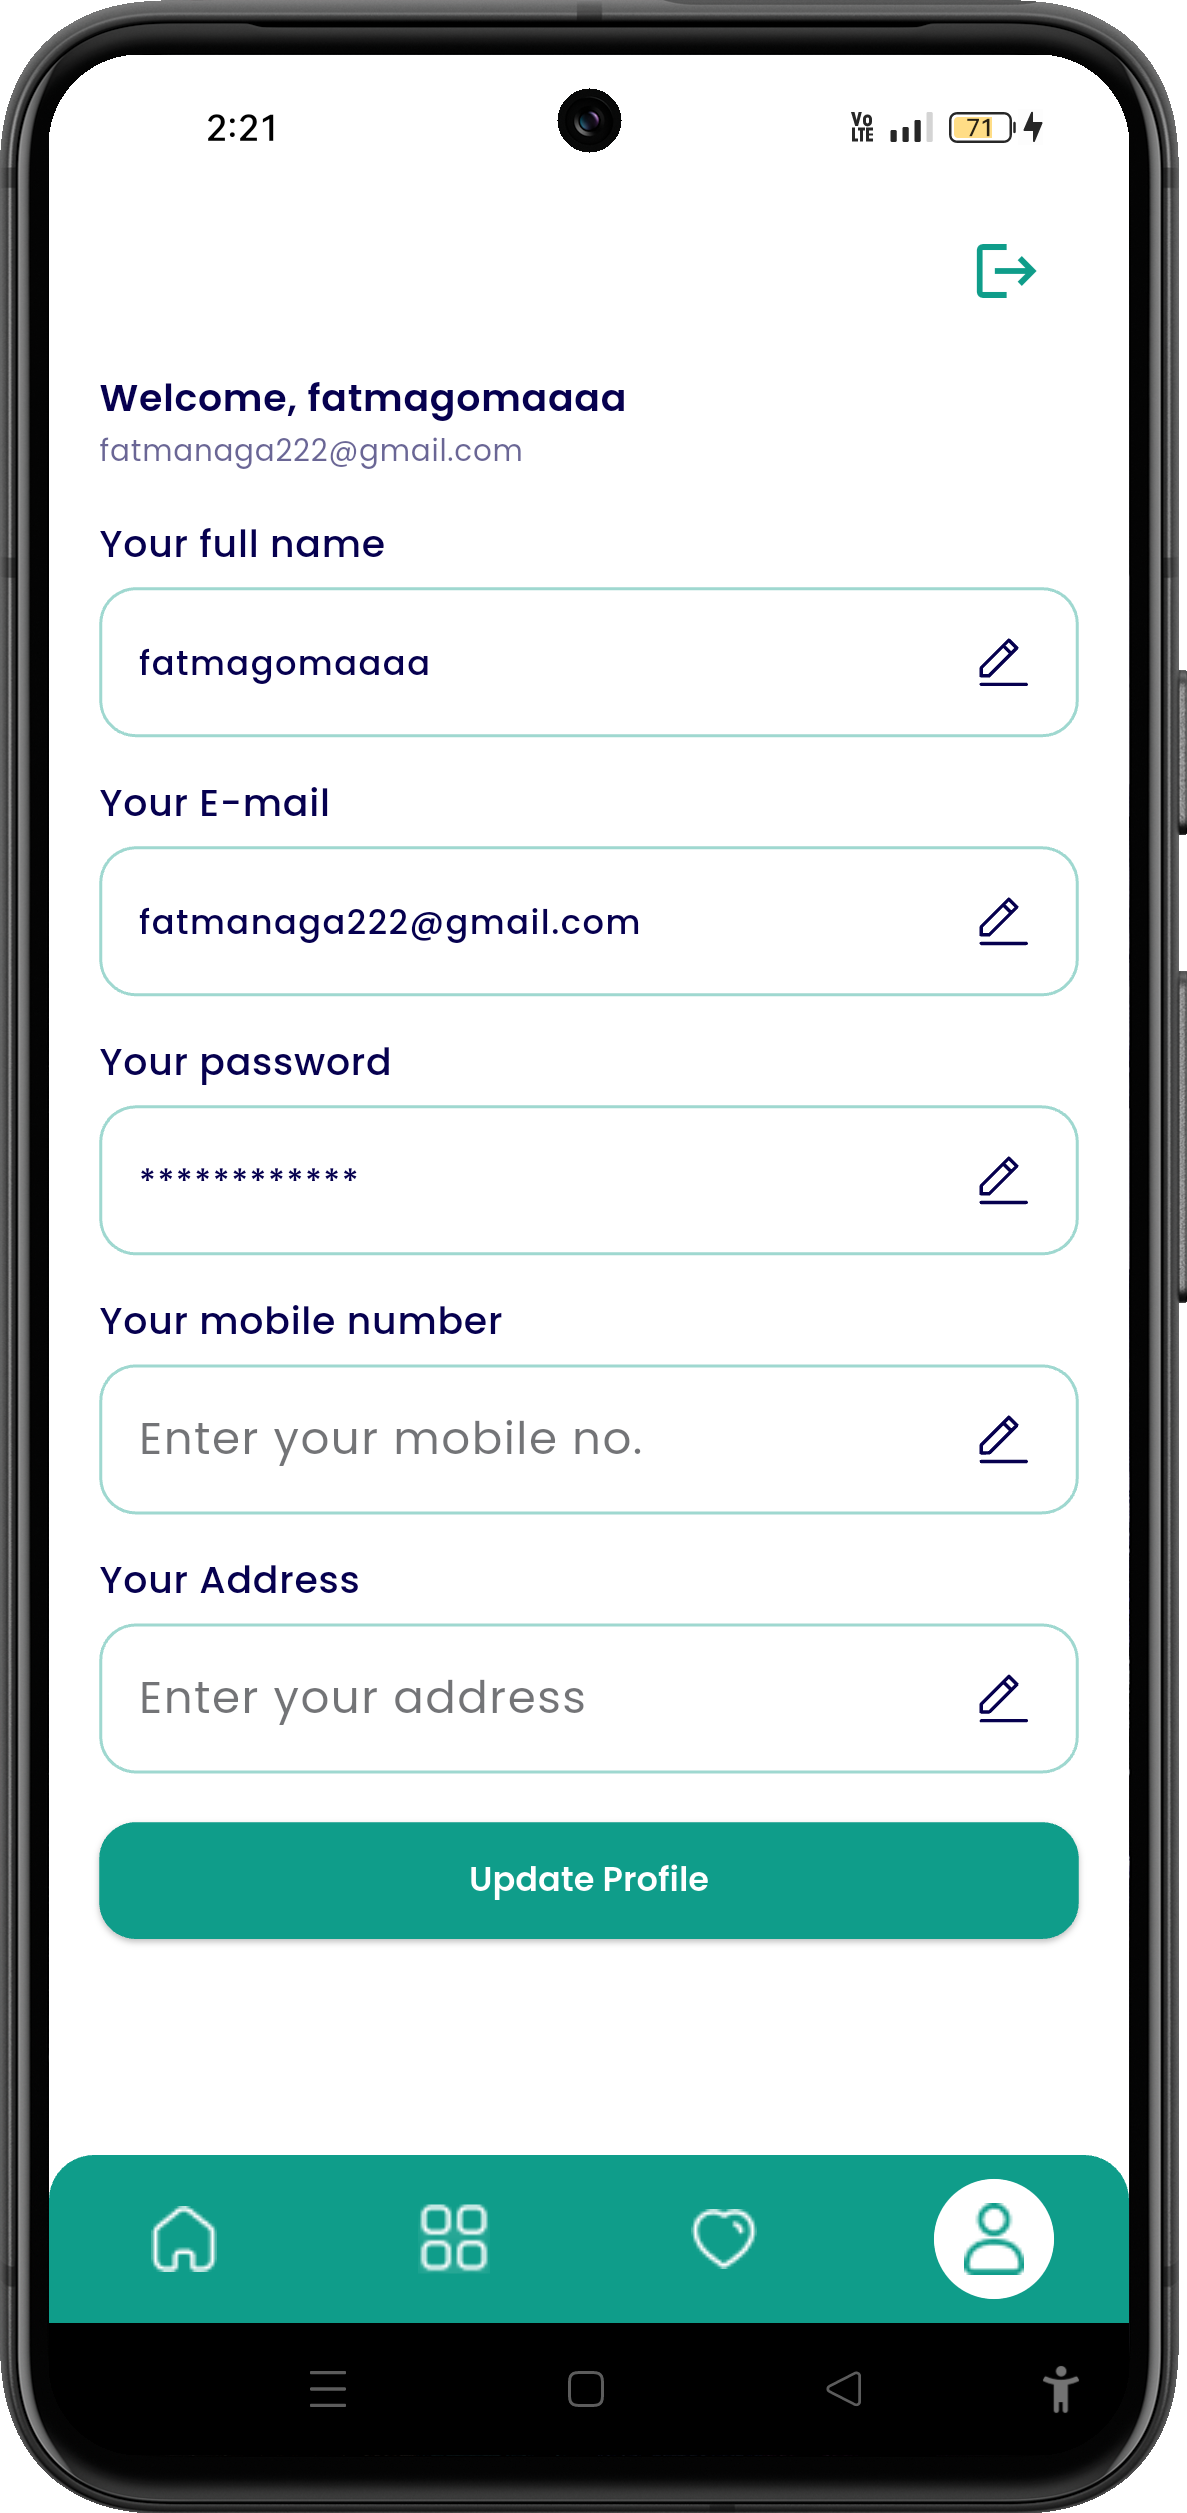 2:21
Vo
LTE
71
Welcome, fatmagomaaaa
fatmanaga222@gmail.com
Your full name
fatmagomaaaa
Your E-mail
fatmanaga222@gmail.com
Your password
************
Your mobile number
Enter your mobile no.
Your Address
Enter your address
Update Profile